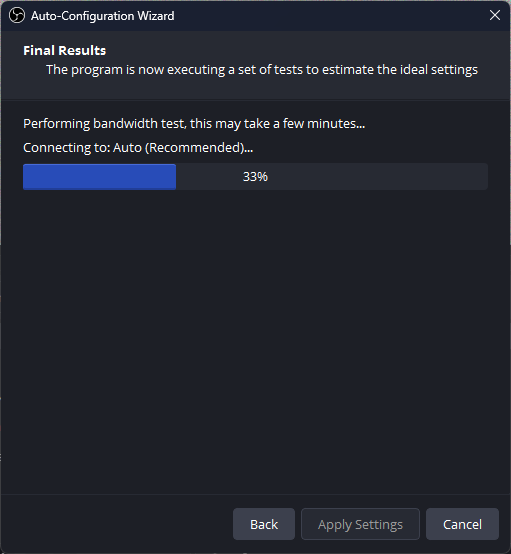 Auto-Configuration Wizard
Final Results
The program is now executing a set of tests to estimate the ideal settings
Performing bandwidth test, this may take a few minutes...
Connecting to: Auto (Recommended)...
33%
Back Apply Settings Cancel